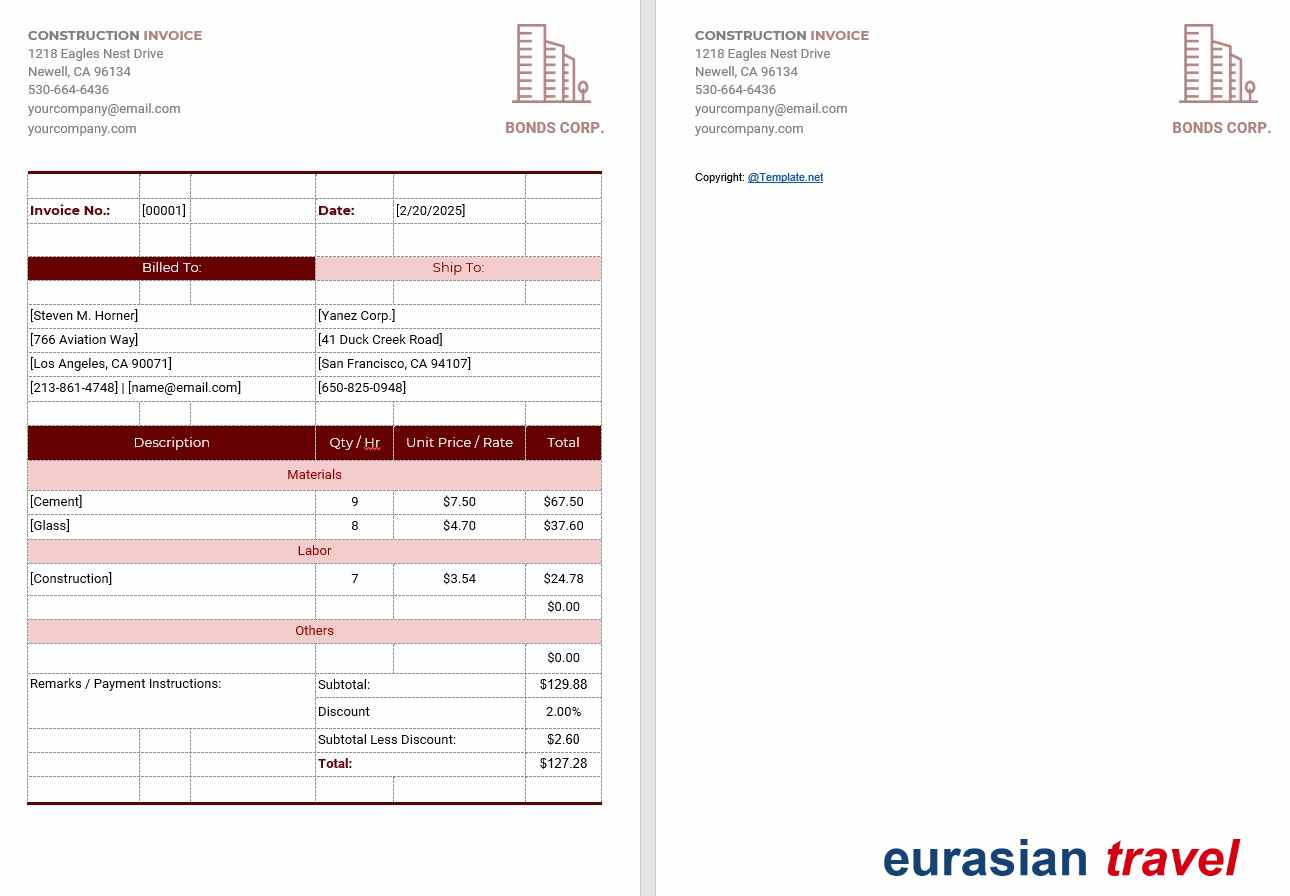 CONSTRUCTION INVOICE
1218 Eagles Nest Drive
Newell, CA 96134
530-664-6436
yourcompany@email.com
yourcompany.com
BONDS CORP.
Invoice No.: [00001] Date: [2/20/2025]
Billed To: Ship To:
[Steven M. Horner] [Yanez Corp.]
[766 Aviation Way] [41 Duck Creek Road]
[Los Angeles, CA 90071] [San Francisco, CA 94107]
[213-861-4748] | [name@email.com] [650-825-0948]
Description Qty / Hr Unit Price / Rate Total
Materials
[Cement] 9 $7.50 $67.50
[Glass] 8 $4.70 $37.60
Labor
[Construction] 7 $3.54 $24.78
$0.00
Others
$0.00
Remarks / Payment Instructions: Subtotal: $129.88
Discount 2.00%
Subtotal Less Discount: $2.60
Total: $127.28
CONSTRUCTION INVOICE
1218 Eagles Nest Drive
Newell, CA 96134
530-664-6436
yourcompany@email.com
yourcompany.com
BONDS CORP.
Copyright: @Template.net
eurasian travel